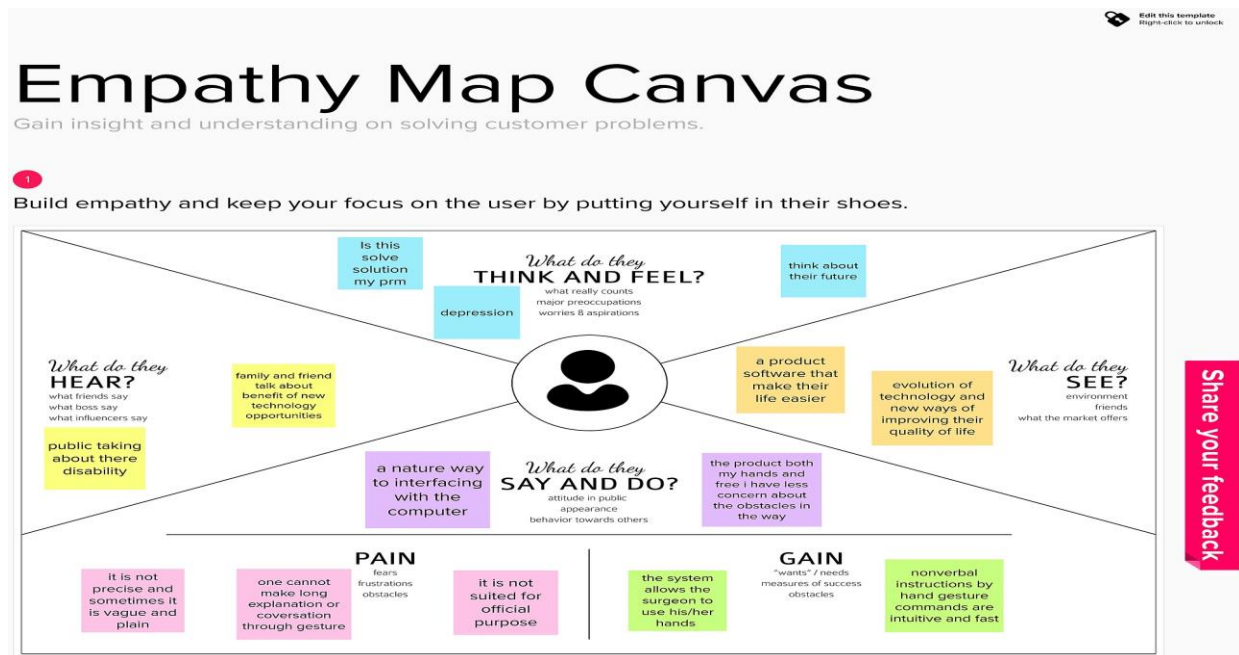 Edit this template
Right-click to unlock
Empathy Map Canvas
Gain insight and understanding on solving customer problems.
1
Build empathy and keep your focus on the user by putting yourself in their shoes.
Is this
solve
solution
my prm
depression
What do they
THINK AND FEEL?
what really counts
major preoccupations
worries & aspirations
think about
their future
What do they
HEAR?
what friends say
what boss say
what influencers say
public taking
about there
disability
family and friend
talk about
benefit of new
technology
opportunities
a product
software that
make their
life easier
evolution of
technology and
new ways of
improving their
quality of life
What do they
SEE?
environment
friends
what the market offers
a nature way
to interfacing
with the
computer
What do they
SAY AND DO?
attitude in public
appearance
behavior towards others
the product both
my hands and
free i have less
concern about
the obstacles in
the way
PAIN
fears
frustrations
obstacles
it is not
precise and
sometimes it
is vague and
plain
one cannot
make long
explanation or
coversation
through gesture
it is not
suited for
official
purpose
GAIN
"wants" / needs
measures of success
obstacles
the system
allows the
surgeon to
use his/her
hands
nonverbal
instructions by
hand gesture
commands are
intuitive and fast
Share your feedback